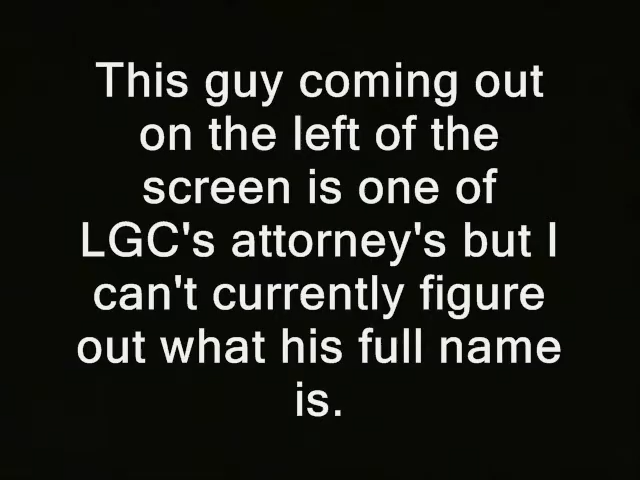 This guy coming out
on the left of the
screen is one of
LGC's attorney's but I
can't currently figure
out what his full name
is.